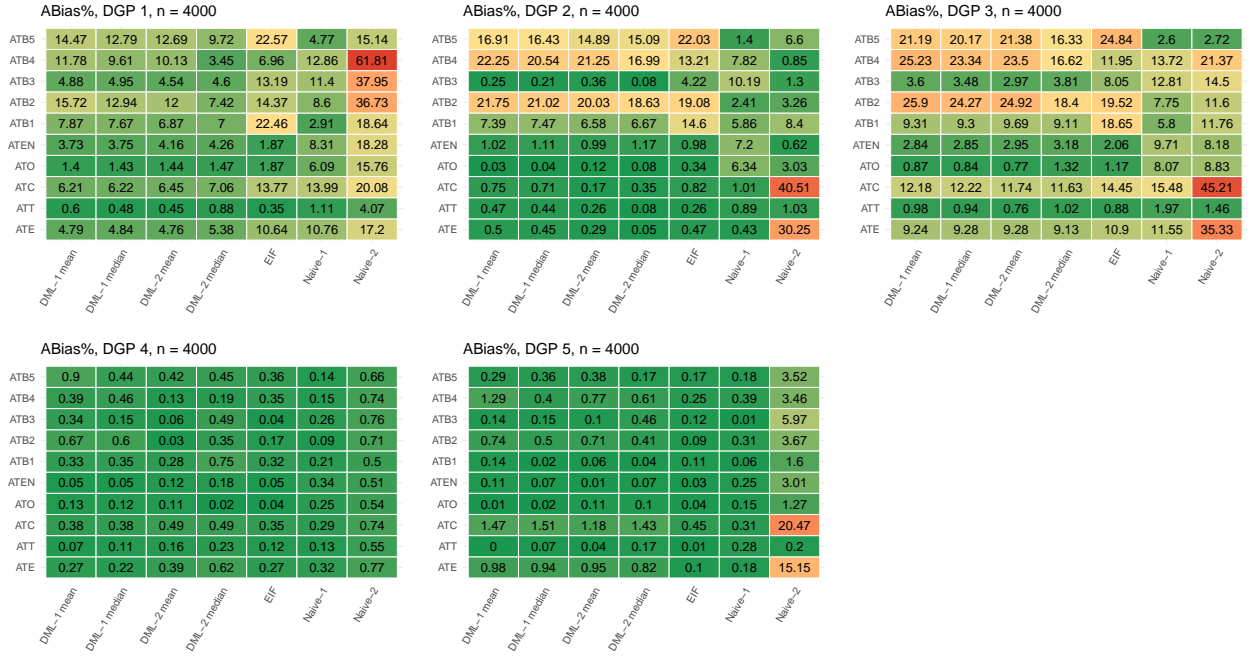 ABias%, DGP 1, n = 4000
ATB5 14.47 12.79 12.69 9.72 22.57 4.77 15.14
ATB4 11.78 9.61 10.13 3.45 6.96 12.86 61.81
ATB3 4.88 4.95 4.54 4.6 13.19 11.4 37.95
ATB2 15.72 12.94 12 7.42 14.37 8.6 36.73
ATB1 7.87 7.67 6.87 7 22.46 2.91 18.64
ATEN 3.73 3.75 4.16 4.26 1.87 8.31 18.28
ATO 1.4 1.43 1.44 1.47 1.87 6.09 15.76
ATC 6.21 6.22 6.45 7.06 13.77 13.99 20.08
ATT 0.6 0.48 0.45 0.88 0.35 1.11 4.07
ATE 4.79 4.84 4.76 5.38 10.64 10.76 17.2
DML−1 mean DML−1 median DML−2 mean DML−2 median EIF Naive−1 Naive−2
ABias%, DGP 2, n = 4000
ATB5 16.91 16.43 14.89 15.09 22.03 1.4 6.6
ATB4 22.25 20.54 21.25 16.99 13.21 7.82 0.85
ATB3 0.25 0.21 0.36 0.08 4.22 10.19 1.3
ATB2 21.75 21.02 20.03 18.63 19.08 2.41 3.26
ATB1 7.39 7.47 6.58 6.67 14.6 5.86 8.4
ATEN 1.02 1.11 0.99 1.17 0.98 7.2 0.62
ATO 0.03 0.04 0.12 0.08 0.34 6.34 3.03
ATC 0.75 0.71 0.17 0.35 0.82 1.01 40.51
ATT 0.47 0.44 0.26 0.08 0.26 0.89 1.03
ATE 0.5 0.45 0.29 0.05 0.47 0.43 30.25
DML−1 mean DML−1 median DML−2 mean DML−2 median EIF Naive−1 Naive−2
ABias%, DGP 3, n = 4000
ATB5 21.19 20.17 21.38 16.33 24.84 2.6 2.72
ATB4 25.23 23.34 23.5 16.62 11.95 13.72 21.37
ATB3 3.6 3.48 2.97 3.81 8.05 12.81 14.5
ATB2 25.9 24.27 24.92 18.4 19.52 7.75 11.6
ATB1 9.31 9.3 9.69 9.11 18.65 5.8 11.76
ATEN 2.84 2.85 2.95 3.18 2.06 9.71 8.18
ATO 0.87 0.84 0.77 1.32 1.17 8.07 8.83
ATC 12.18 12.22 11.74 11.63 14.45 15.48 45.21
ATT 0.98 0.94 0.76 1.02 0.88 1.97 1.46
ATE 9.24 9.28 9.28 9.13 10.9 11.55 35.33
DML−1 mean DML−1 median DML−2 mean DML−2 median EIF Naive−1 Naive−2
ABias%, DGP 4, n = 4000
ATB5 0.9 0.44 0.42 0.45 0.36 0.14 0.66
ATB4 0.39 0.46 0.13 0.19 0.35 0.15 0.74
ATB3 0.34 0.15 0.06 0.49 0.04 0.26 0.76
ATB2 0.67 0.6 0.03 0.35 0.17 0.09 0.71
ATB1 0.33 0.35 0.28 0.75 0.32 0.21 0.5
ATEN 0.05 0.05 0.12 0.18 0.05 0.34 0.51
ATO 0.13 0.12 0.11 0.02 0.04 0.25 0.54
ATC 0.38 0.38 0.49 0.49 0.35 0.29 0.74
ATT 0.07 0.11 0.16 0.23 0.12 0.13 0.55
ATE 0.27 0.22 0.39 0.62 0.27 0.32 0.77
DML−1 mean DML−1 median DML−2 mean DML−2 median EIF Naive−1 Naive−2
ABias%, DGP 5, n = 4000
ATB5 0.29 0.36 0.38 0.17 0.17 0.18 3.52
ATB4 1.29 0.4 0.77 0.61 0.25 0.39 3.46
ATB3 0.14 0.15 0.1 0.46 0.12 0.01 5.97
ATB2 0.74 0.5 0.71 0.41 0.09 0.31 3.67
ATB1 0.14 0.02 0.06 0.04 0.11 0.06 1.6
ATEN 0.11 0.07 0.01 0.07 0.03 0.25 3.01
ATO 0.01 0.02 0.11 0.1 0.04 0.15 1.27
ATC 1.47 1.51 1.18 1.43 0.45 0.31 20.47
ATT 0 0.07 0.04 0.17 0.01 0.28 0.2
ATE 0.98 0.94 0.95 0.82 0.1 0.18 15.15
DML−1 mean DML−1 median DML−2 mean DML−2 median EIF Naive−1 Naive−2